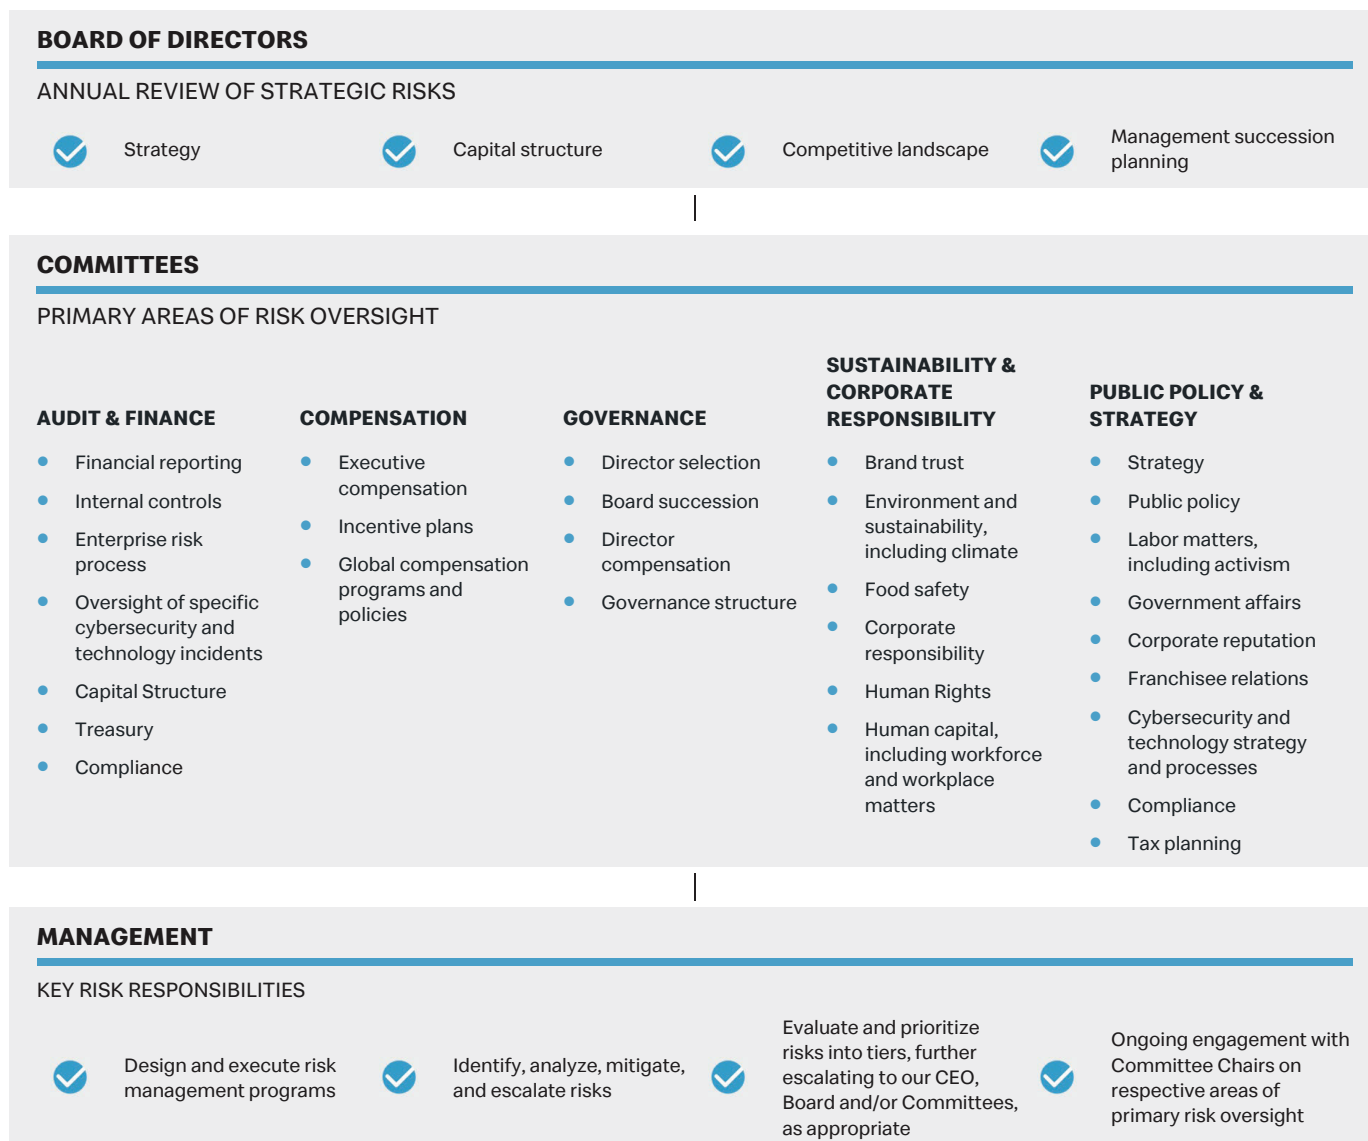 BOARD OF DIRECTORS
ANNUAL REVIEW OF STRATEGIC RISKS
Strategy
Capital structure
Competitive landscape
Management succession
planning
COMMITTEES
PRIMARY AREAS OF RISK OVERSIGHT
AUDIT & FINANCE
Financial reporting
Internal controls
Enterprise risk
process
Oversight of specific
cybersecurity and
technology incidents
Capital Structure
Treasury
Compliance
COMPENSATION
Executive
compensation
Incentive plans
Global compensation
programs and
policies
GOVERNANCE
Director selection
Board succession
Director
compensation
Governance structure
SUSTAINABILITY &
CORPORATE
RESPONSIBILITY
Brand trust
Environment and
sustainability,
including climate
Food safety
Corporate
responsibility
Human Rights
Human capital,
including workforce
and workplace
matters
PUBLIC POLICY &
STRATEGY
Strategy
Public policy
Labor matters,
including activism
Government affairs
Corporate reputation
Franchisee relations
Cybersecurity and
technology strategy
and processes
Compliance
Tax planning
MANAGEMENT
KEY RISK RESPONSIBILITIES
Design and execute risk
management programs
Identify, analyze, mitigate,
and escalate risks
Evaluate and prioritize
risks into tiers, further
escalating to our CEO,
Board and/or Committees,
as appropriate
Ongoing engagement with
Committee Chairs on
respective areas of
primary risk oversight